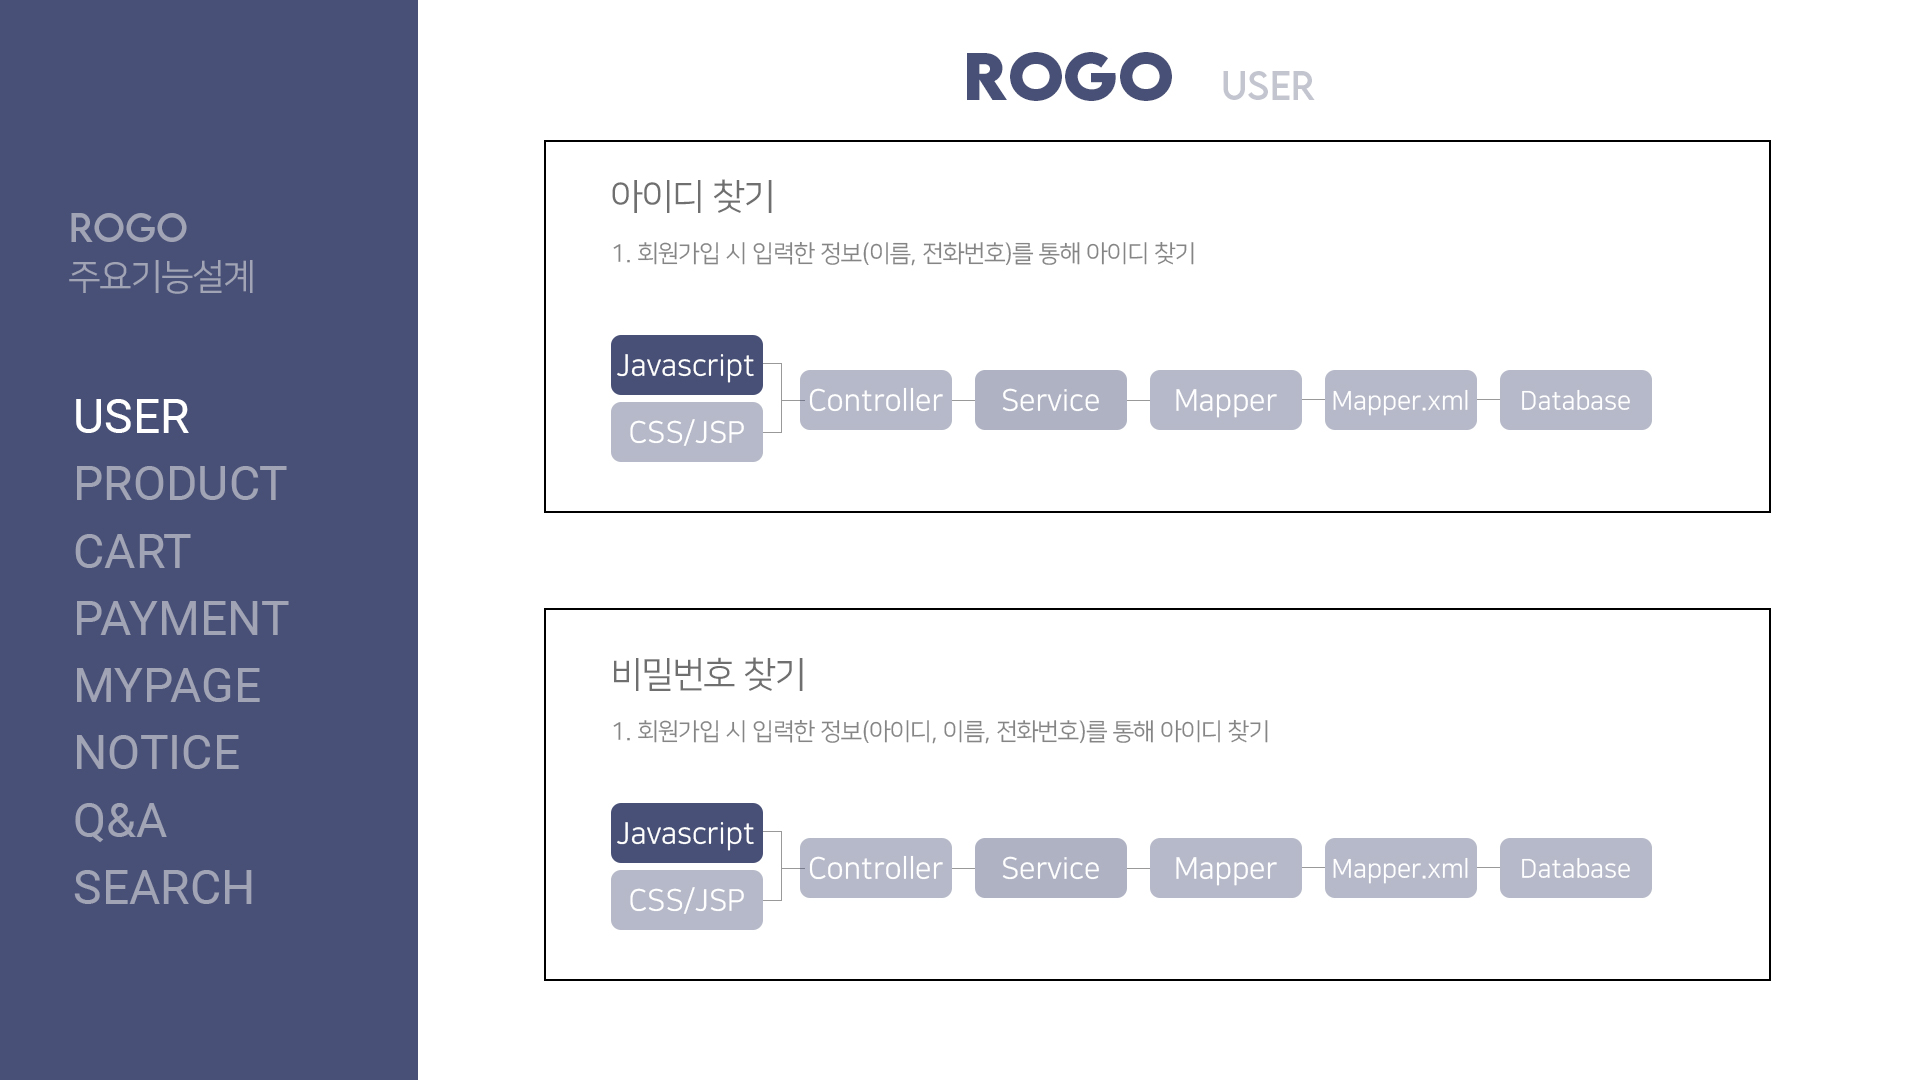 ROGO
주요기능설계
USER
PRODUCT
CART
PAYMENT
MYPAGE
NOTICE
Q&A
SEARCH
ROGO USER
아이디 찾기
1. 회원가입 시 입력한 정보(이름, 전화번호)를 통해 아이디 찾기
Javascript
CSS/JSP
Controller
Service
Mapper
Mapper.xml
Database
비밀번호 찾기
1. 회원가입 시 입력한 정보(아이디, 이름, 전화번호)를 통해 아이디 찾기
Javascript
CSS/JSP
Controller
Service
Mapper
Mapper.xml
Database